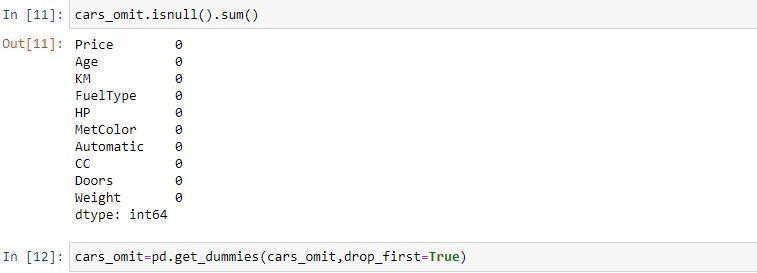 In [11]: cars_omit.isnull().sum()
Out[11]: Price 0
Age 0
KM 0
FuelType 0
HP 0
MetColor 0
Automatic 0
CC 0
Doors 0
Weight 0
dtype: int64
In [12]: cars_omit=pd.get_dummies(cars_omit,drop_first=True)